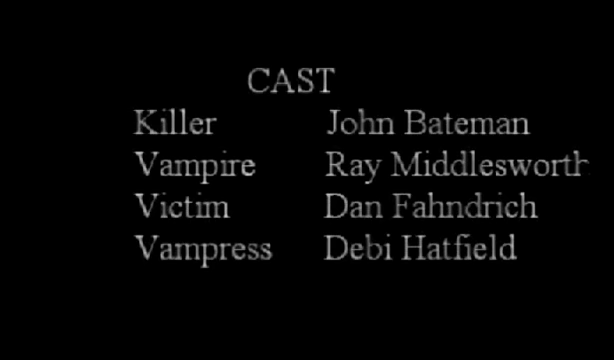 CAST
Killer John Bateman
Vampire Ray Middlesworth
Victim Dan Fahndrich
Vampress Debi Hatfield